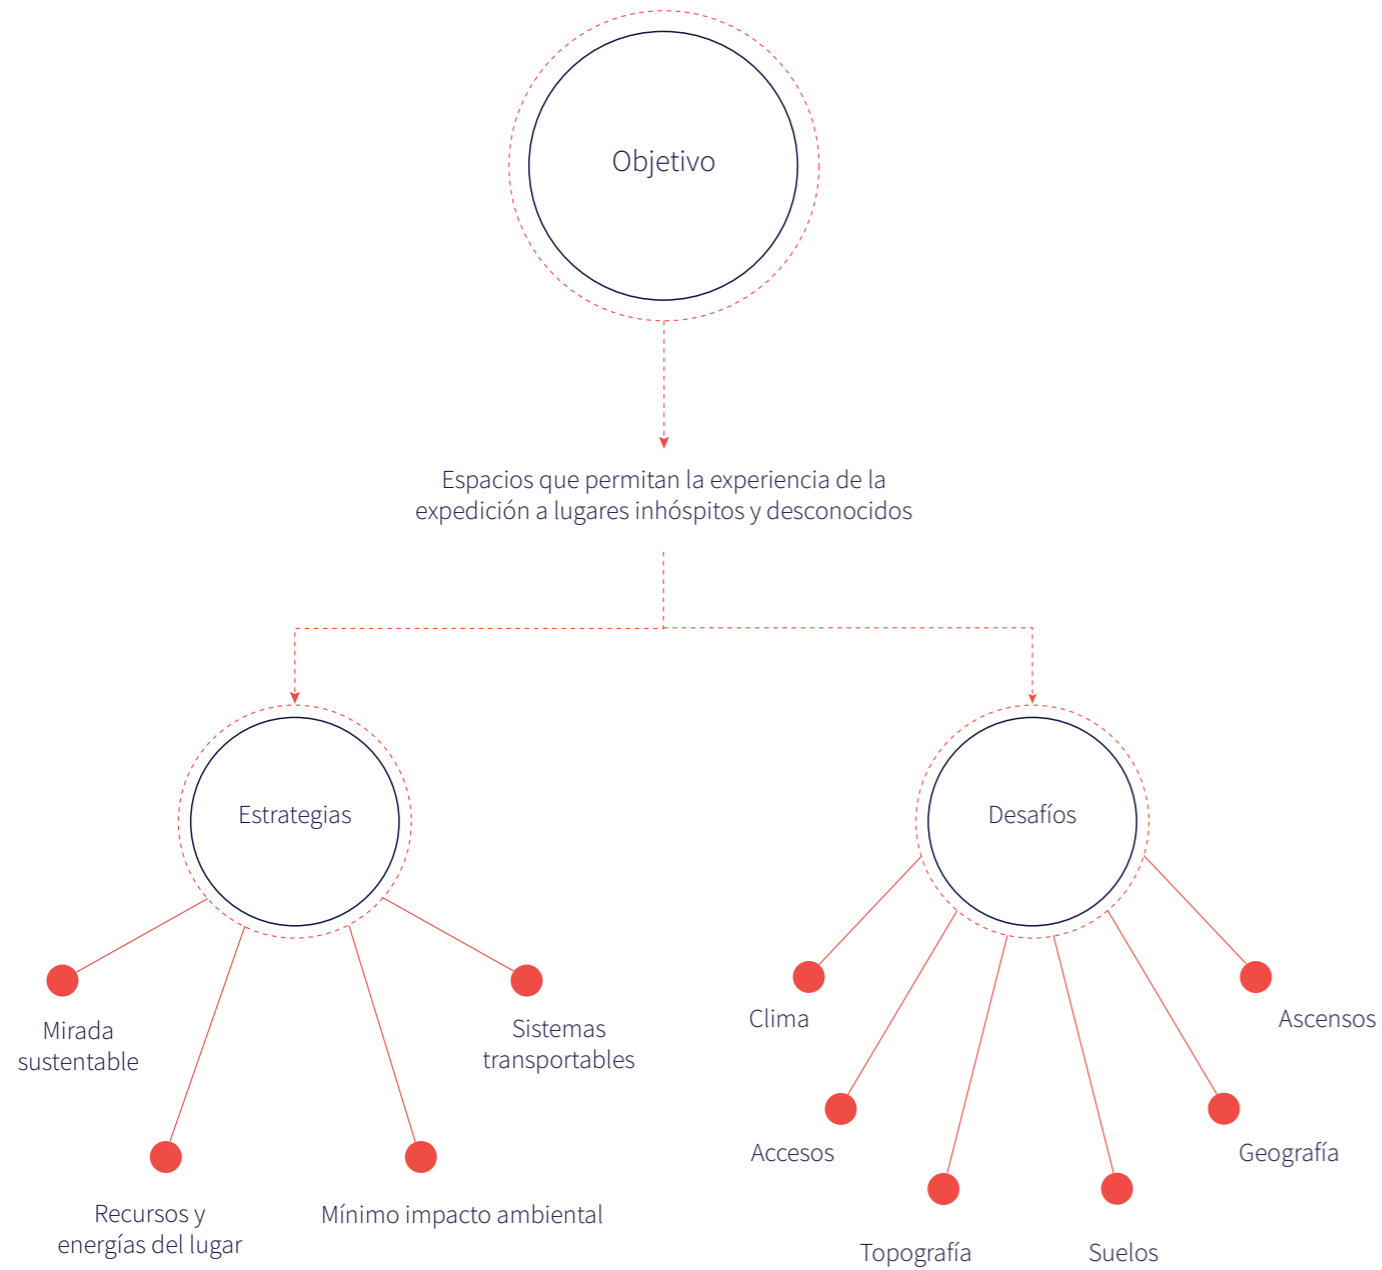 Objetivo
Espacios que permitan la experiencia de la
expedición a lugares inhóspitos y desconocidos
Estrategias
Mirada
sustentable
Recursos y
energías del lugar
Mínimo impacto ambiental
Sistemas
transportables
Desafíos
Clima
Accesos
Topografía
Suelos
Geografía
Ascensos